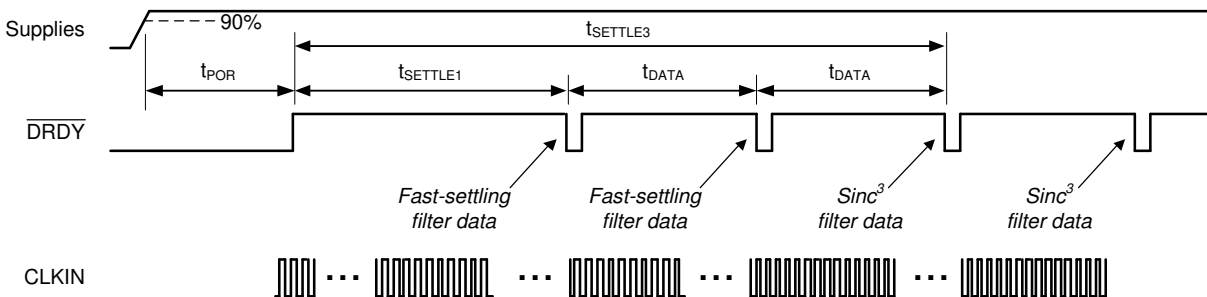 Supplies
90%
tSETTLE3
tPOR
tSETTLE1
tDATA
tDATA
DRDY
Fast-settling
filter data
Fast-settling
filter data
Sinc³
filter data
Sinc³
filter data
CLKIN